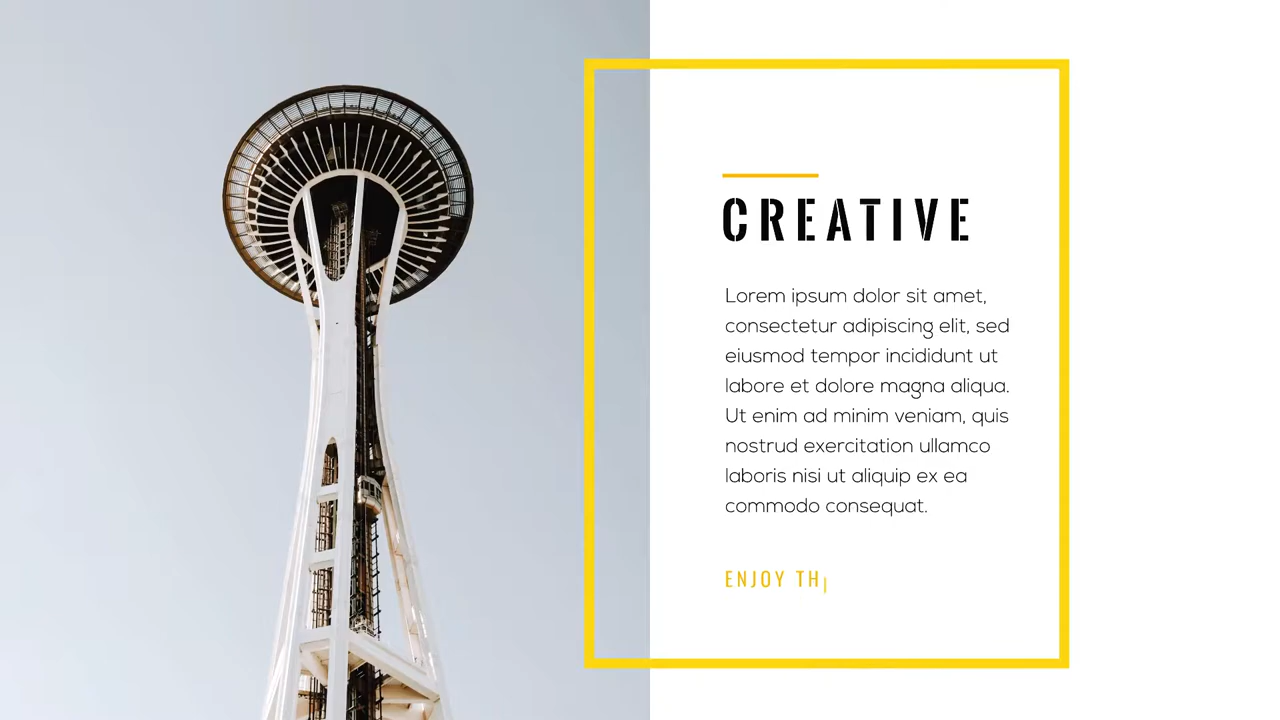 CREATIVE
Lorem ipsum dolor sit amet,
consectetur adipiscing elit, sed
eiusmod tempor incididunt ut
labore et dolore magna aliqua.
Ut enim ad minim veniam, quis
nostrud exercitation ullamco
laboris nisi ut aliquip ex ea
commodo consequat.
ENJOY TH